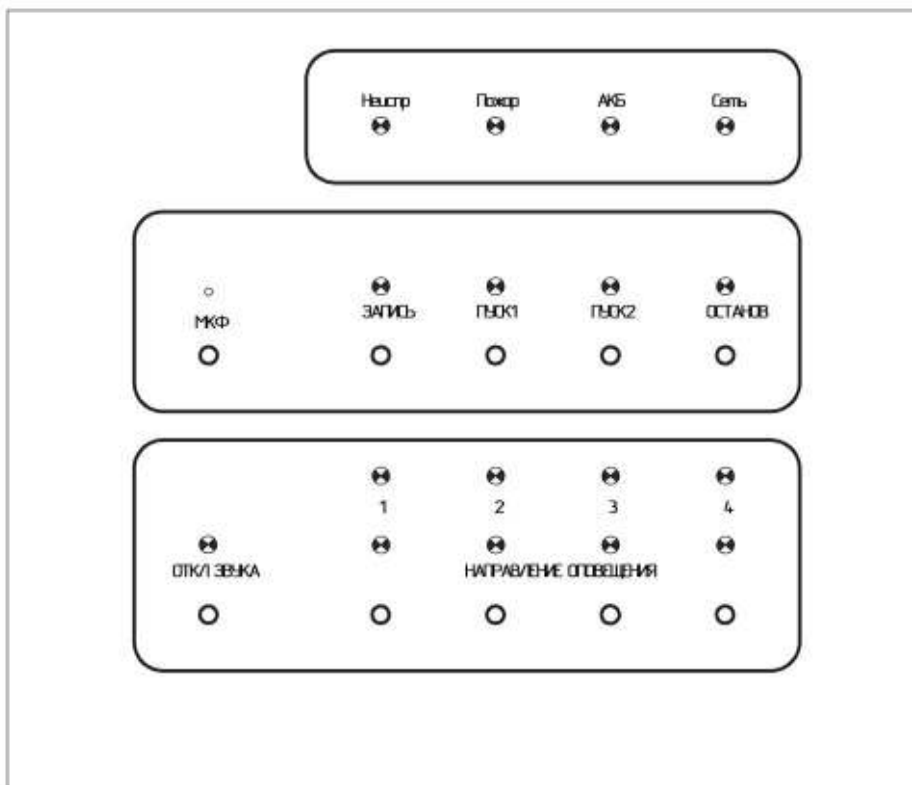 Неиспр Пожар АКБ Сеть
МКФ ЗАПИСЬ ПУСК1 ПУСК2 ОСТАНОВ
1 2 3 4
ОТКЛ ЗВУКА НАПРАВЛЕНИЕ ОПОВЕЩЕНИЯ